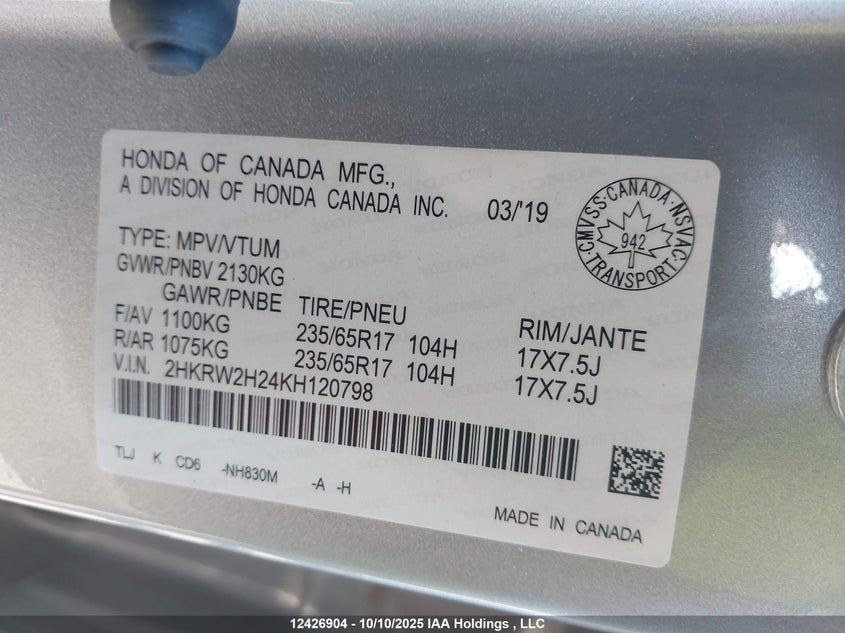 HONDA OF CANADA MFG.,
A DIVISION OF HONDA CANADA INC. 03/'19
TYPE: MPV/VTUM
GVWR/PNBV 2130KG
GAWR/PNBE TIRE/PNEU RIM/JANTE
F/AV 1100KG 235/65R17 104H 17X7.5J
R/AR 1075KG 235/65R17 104H 17X7.5J
V.I.N. 2HKRW2H24KH120798
CMVSS·CANADA·NSVAC·TRANSPORT·
942
TLJ K CD6 -NH830M -A -H
MADE IN CANADA
12426904 - 10/10/2025 IAA Holdings , LLC